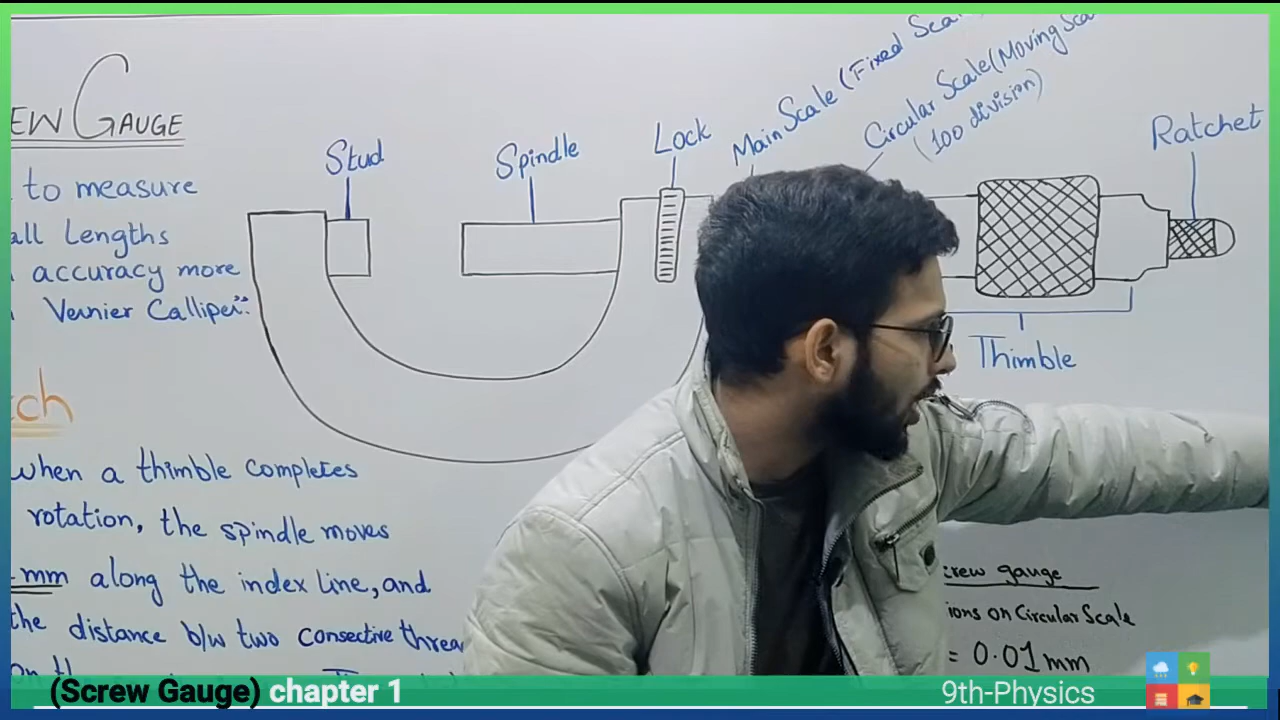 EW GAUGE
to measure
all Lengths
accuracy more
Vernier Calliper".
ch
when a thimble completes
rotation, the spindle moves
mm along the index line, and
the distance b/w two consective threa
on th
Stud
Spindle
Lock
Main Scale (Fixed Scal
Circular Scale (Moving Sca
(100 division)
Ratchet
Thimble
crew gauge
ions on Circular Scale
= 0.01 mm
(Screw Gauge) chapter 1
9th-Physics